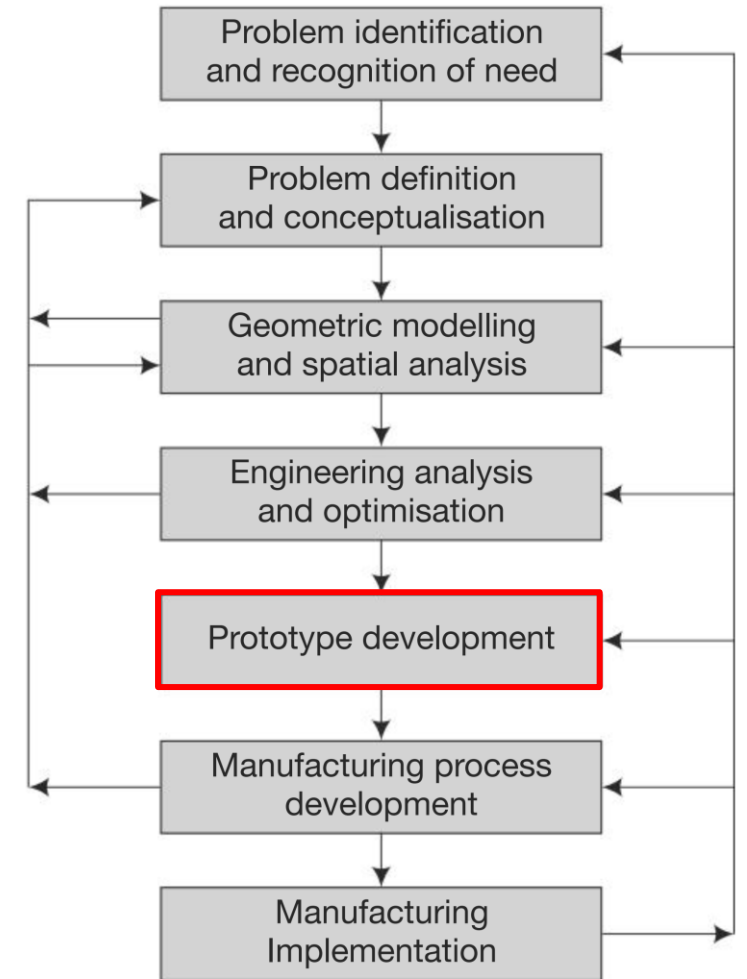 Problem identification
and recognition of need
Problem definition
and conceptualisation
Geometric modelling
and spatial analysis
Engineering analysis
and optimisation
Prototype development
Manufacturing process
development
Manufacturing
Implementation